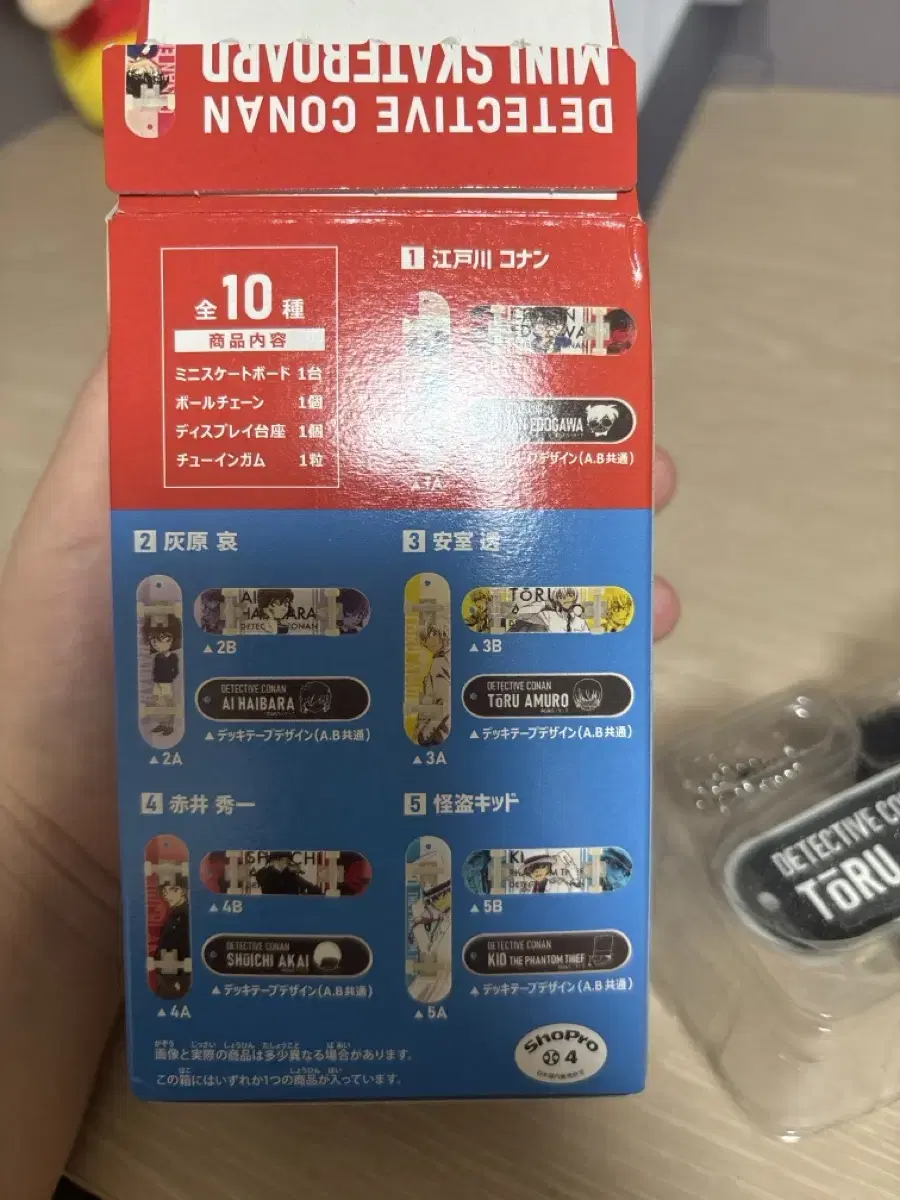 DETECTIVE CONAN
MINI SKATEBOARD
全10種
商品内容
ミニスケートボード 1台
ボールチェーン 1個
ディスプレイ台座 1個
チューインガム 1粒
1 江戸川 コナン
EDOGAWA
デザイン(A.B共通)
▲1A
2 灰原 哀
HAIBARA
▲2B
DETECTIVE CONAN
AI HAIBARA
▲デッキテープデザイン(A.B共通)
▲2A
3 安室 透
TōRU
▲3B
DETECTIVE CONAN
TōRU AMURO
▲デッキテープデザイン(A.B共通)
▲3A
4 赤井 秀一
▲4B
DETECTIVE CONAN
SHūICHI AKAI
▲デッキテープデザイン(A.B共通)
▲4A
5 怪盗キッド
▲5B
DETECTIVE CONAN
KID THE PHANTOM THIEF
▲デッキテープデザイン(A.B共通)
▲5A
画像と実際の商品は多少異なる場合があります。
この箱にはいずれか1つの商品が入っています。
ShoPro
4
DETECTIVE CO
TōRU